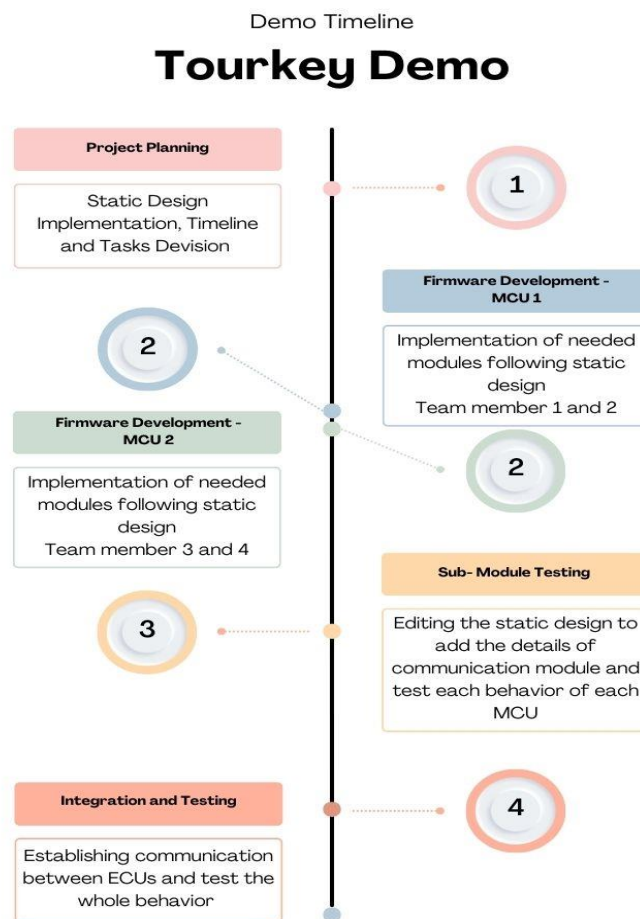 Demo Timeline
Tourkey Demo
Project Planning
1
Static Design
Implementation, Timeline
and Tasks Devision
Firmware Development -
MCU 1
2
Implementation of needed
modules following static
design
Team member 1 and 2
Firmware Development -
MCU 2
2
Implementation of needed
modules following static
design
Team member 3 and 4
Sub- Module Testing
3
Editing the static design to
add the details of
communication module and
test each behavior of each
MCU
Integration and Testing
4
Establishing communication
between ECUs and test the
whole behavior